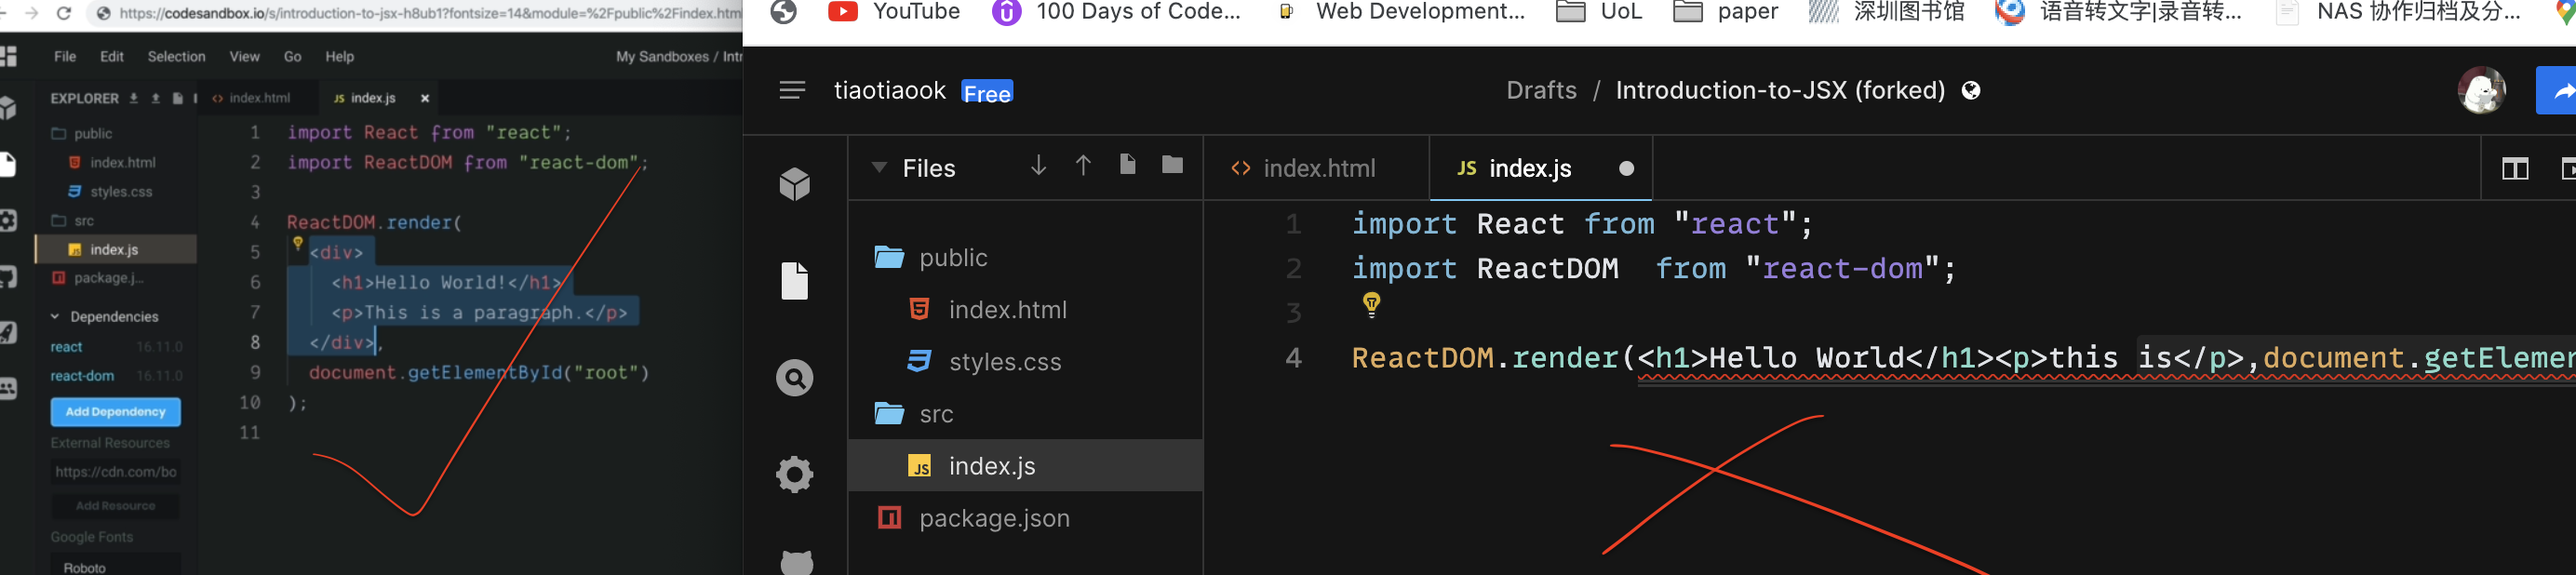 https://codesandbox.io/s/introduction-to-jsx-h8ub1?fontsize=14&module=%2Fpublic%2Findex.htm
File Edit Selection View Go Help My Sandboxes /
EXPLORER
index.html
JS index.js ×
public
index.html
styles.css
src
index.js
package.j...
Dependencies
react 16.11.0
react-dom 16.11.0
Add Dependency
External Resources
https://cdn.com/bo
Add Resource
Google Fonts
Roboto
1 import React from "react";
2 import ReactDOM from "react-dom";
3
4 ReactDOM.render(
5 <div>
6 <h1>Hello World!</h1>
7 <p>This is a paragraph.</p>
8 </div>,
9 document.getElementById("root")
10 );
11
YouTube 100 Days of Code... Web Development... UoL paper 深圳图书馆 语音转文字|录音转... NAS 协作归档及分...
tiaotiaook Free
Drafts / Introduction-to-JSX (forked)
Files
<> index.html
JS index.js
public
index.html
styles.css
src
JS index.js
package.json
1 import React from "react";
2 import ReactDOM from "react-dom";
3
4 ReactDOM.render(<h1>Hello World</h1><p>this is</p>,document.getElemen